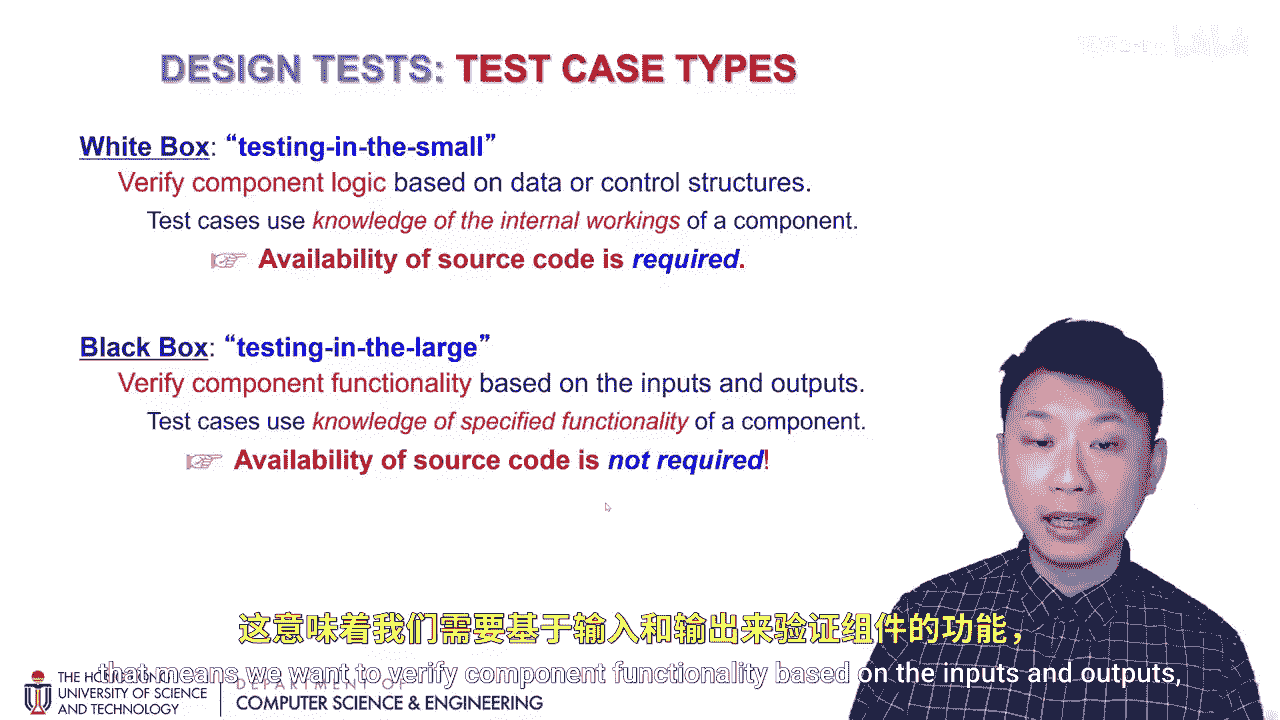 DESIGN TESTS: TEST CASE TYPES
White Box: “testing-in-the-small”
Verify component logic based on data or control structures.
Test cases use knowledge of the internal workings of a component.
☞ Availability of source code is required.
Black Box: “testing-in-the-large”
Verify component functionality based on the inputs and outputs.
Test cases use knowledge of specified functionality of a component.
☞ Availability of source code is not required!
这意味着我们需要基于输入和输出来验证组件的功能，
that means we want to verify component functionality based on the inputs and outputs,
THE HONG KONG
UNIVERSITY OF SCIENCE
AND TECHNOLOGY
DEPARTMENT OF
COMPUTER SCIENCE & ENGINEERING